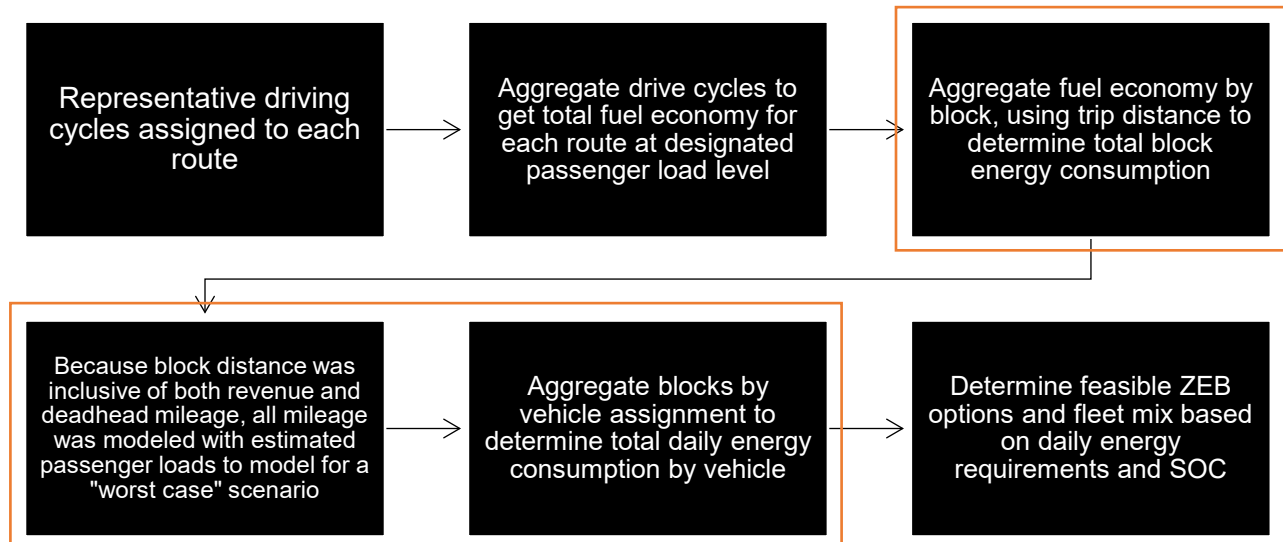 Representative driving
cycles assigned to each
route
Aggregate drive cycles to
get total fuel economy for
each route at designated
passenger load level
Aggregate fuel economy by
block, using trip distance to
determine total block
energy consumption
Because block distance was
inclusive of both revenue and
deadhead mileage, all mileage
was modeled with estimated
passenger loads to model for a
"worst case" scenario
Aggregate blocks by
vehicle assignment to
determine total daily energy
consumption by vehicle
Determine feasible ZEB
options and fleet mix based
on daily energy
requirements and SOC